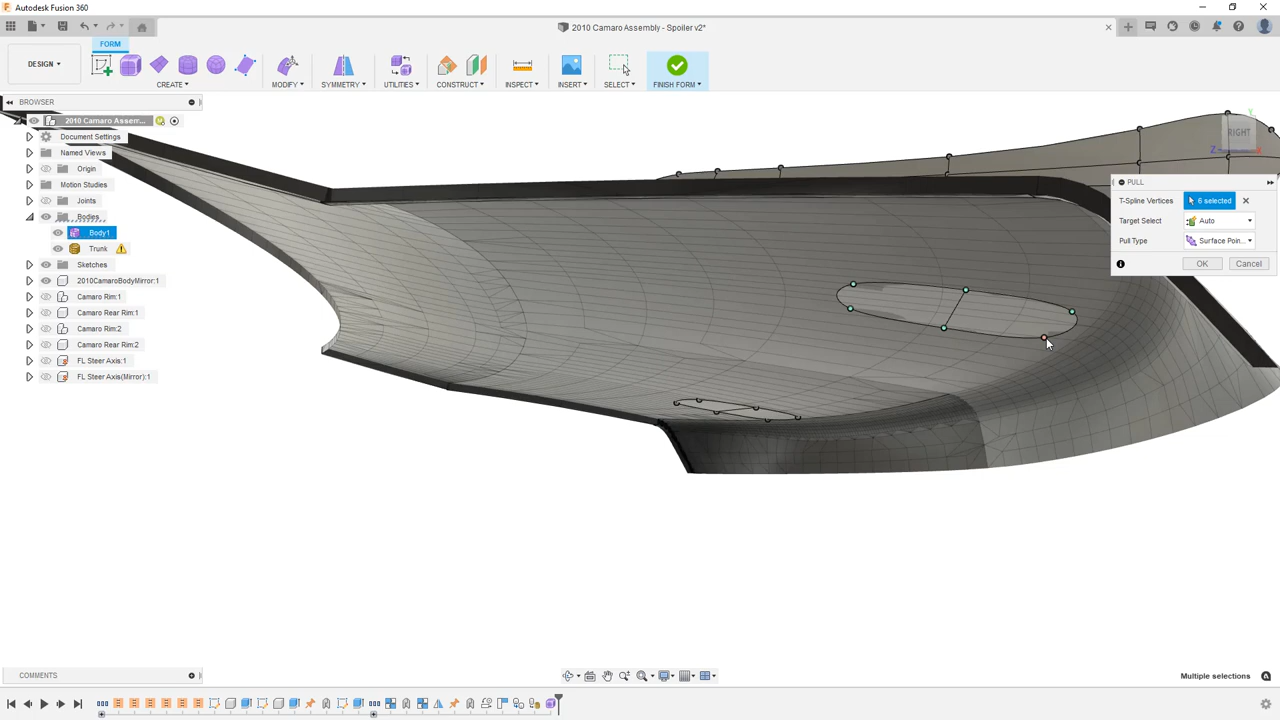 Autodesk Fusion 360
2010 Camaro Assembly - Spoiler v2*
FORM
DESIGN
CREATE
MODIFY
SYMMETRY
UTILITIES
CONSTRUCT
INSPECT
INSERT
SELECT
FINISH FORM
BROWSER
2010 Camaro Assem...
Document Settings
Named Views
Origin
Motion Studies
Joints
Bodies
Body1
Trunk
Sketches
2010CamaroBodyMirror:1
Camaro Rim:1
Camaro Rear Rim:1
Camaro Rim:2
Camaro Rear Rim:2
FL Steer Axis:1
FL Steer Axis(Mirror):1
Y
RIGHT
Z
PULL
T-Spline Vertices
6 selected
Target Select
Auto
Pull Type
Surface Poin...
OK
Cancel
COMMENTS
Multiple selections